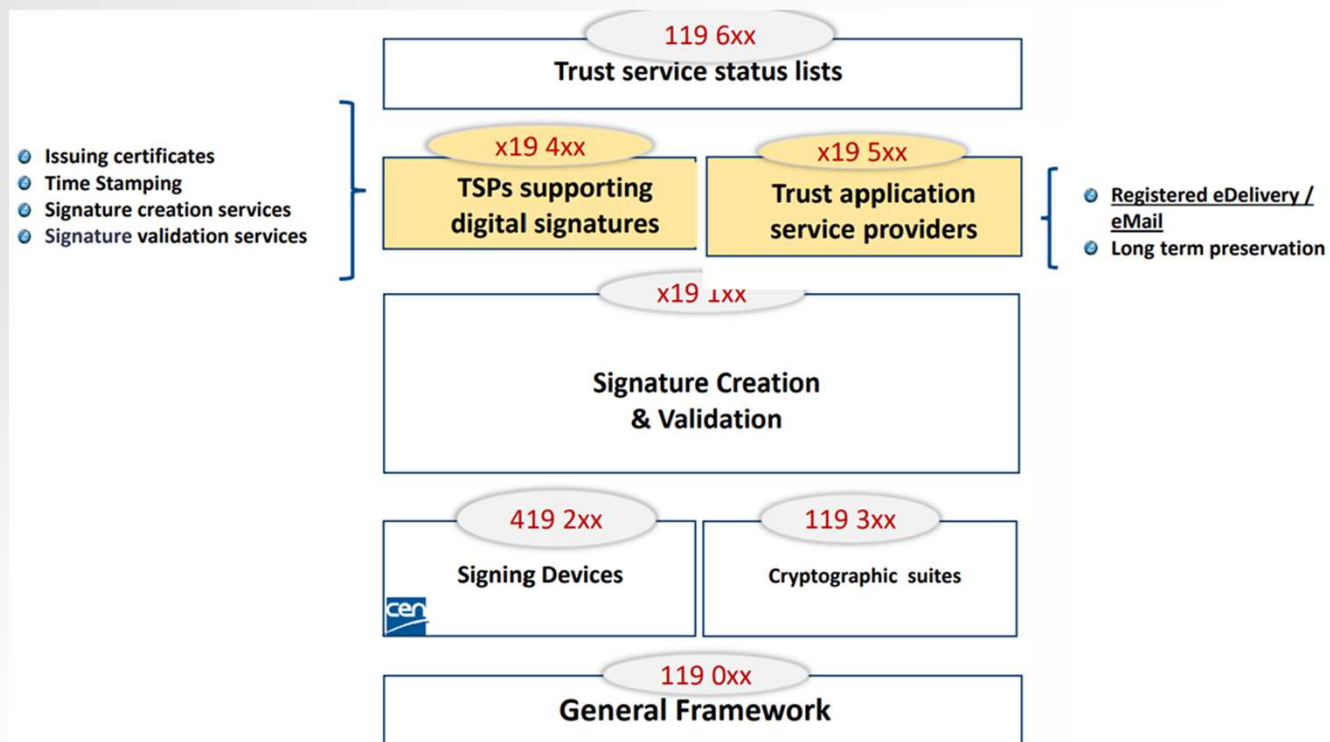 119 6xx
Trust service status lists
Issuing certificates
Time Stamping
Signature creation services
Signature validation services
x19 4xx
TSPs supporting
digital signatures
x19 5xx
Trust application
service providers
Registered eDelivery /
eMail
Long term preservation
x19 1xx
Signature Creation
& Validation
419 2xx
Signing Devices
cen
119 3xx
Cryptographic suites
119 0xx
General Framework